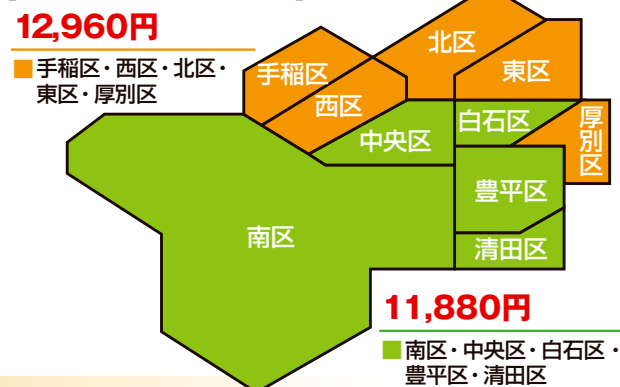 12,960円
■手稲区・西区・北区・
東区・厚別区
北区
手稲区
東区
西区
白石区
中央区
厚別区
豊平区
南区
清田区
11,880円
■南区・中央区・白石区・
豊平区・清田区